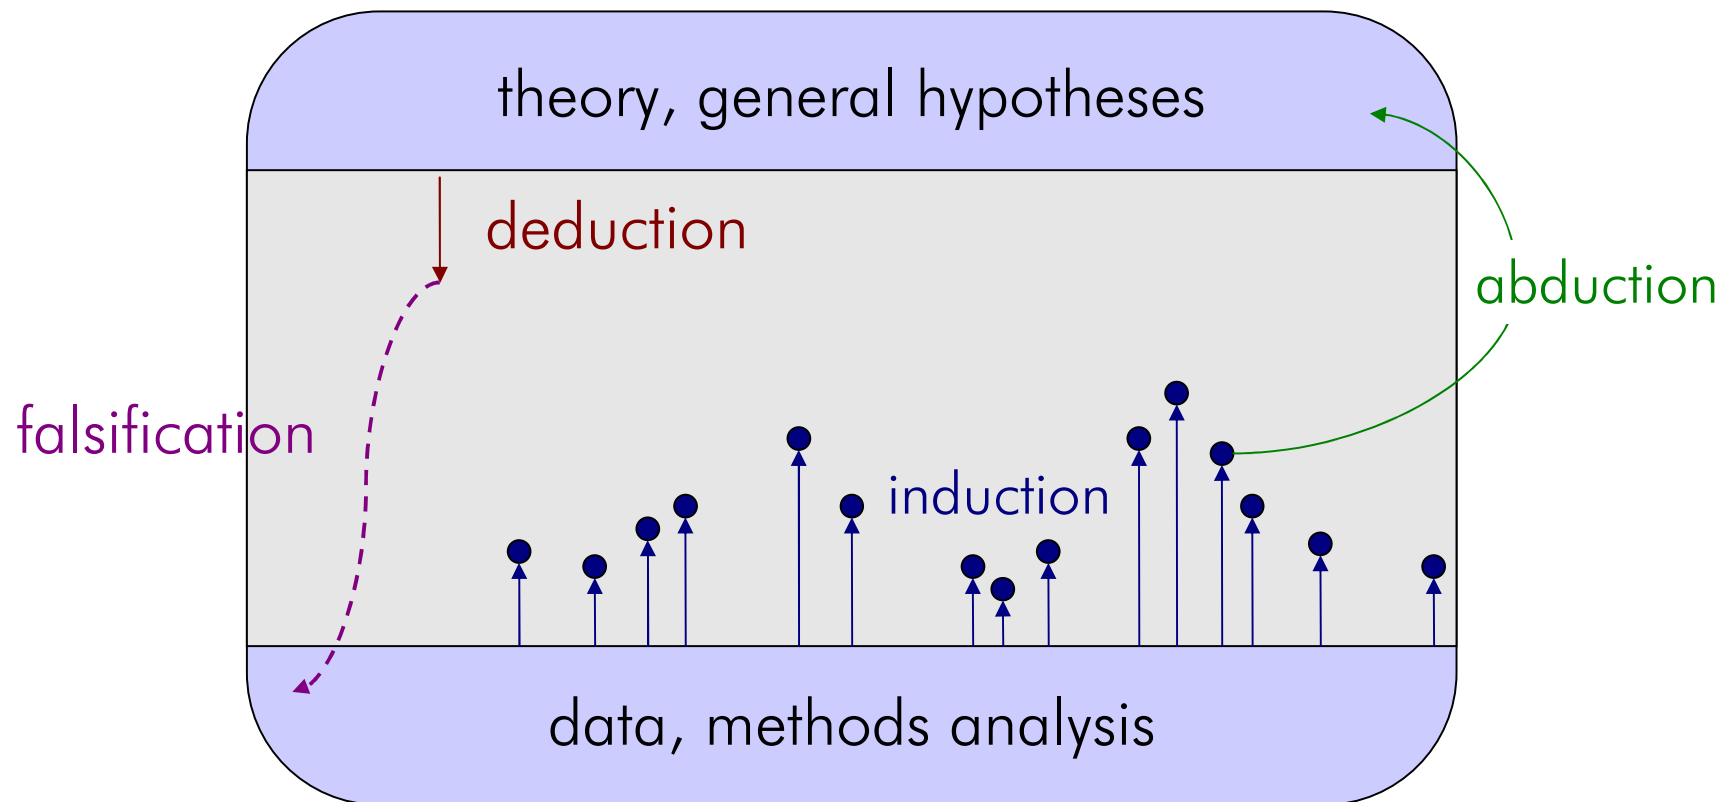 theory, general hypotheses
deduction
abduction
falsification
induction
data, methods analysis